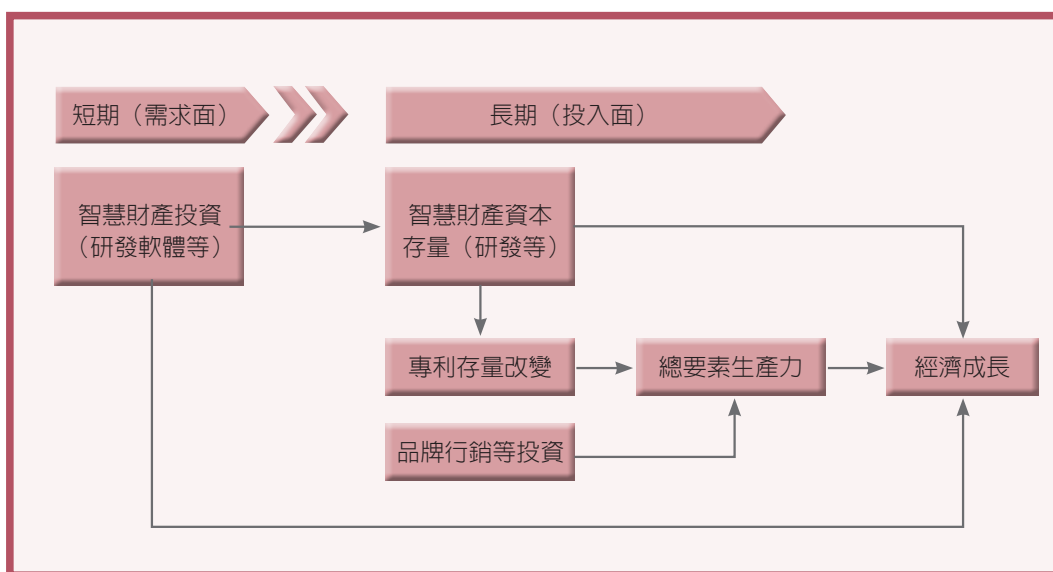 短期（需求面）
長期（投入面）
智慧財產投資
（研發軟體等）
智慧財產資本
存量（研發等）
專利存量改變
總要素生產力
經濟成長
品牌行銷等投資